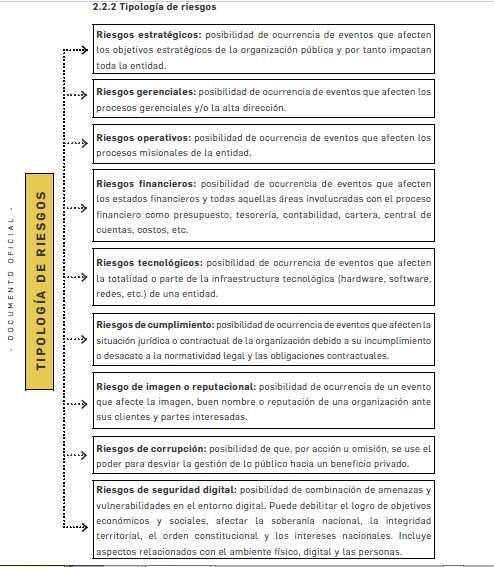 2.2.2 Tipología de riesgos
Riesgos estratégicos: posibilidad de ocurrencia de eventos que afecten
los objetivos estratégicos de la organización pública y por tanto impactan
toda la entidad.
Riesgos gerenciales: posibilidad de ocurrencia de eventos que afecten los
procesos gerenciales y/o la alta dirección.
Riesgos operativos: posibilidad de ocurrencia de eventos que afecten los
procesos misionales de la entidad.
Riesgos financieros: posibilidad de ocurrencia de eventos que afecten
los estados financieros y todas aquellas áreas involucradas con el proceso
financiero como presupuesto, tesorería, contabilidad, cartera, central de
cuentas, costos, etc.
Riesgos tecnológicos: posibilidad de ocurrencia de eventos que afecten
la totalidad o parte de la infraestructura tecnológica (hardware, software,
redes, etc.) de una entidad.
Riesgos de cumplimiento: posibilidad de ocurrencia de eventos que afecten la
situación jurídica o contractual de la organización debido a su incumplimiento
o desacato a la normatividad legal y las obligaciones contractuales.
Riesgo de imagen o reputacional: posibilidad de ocurrencia de un evento
que afecte la imagen, buen nombre o reputación de una organización ante
sus clientes y partes interesadas.
Riesgos de corrupción: posibilidad de que, por acción u omisión, se use el
poder para desviar la gestión de lo público hacia un beneficio privado.
Riesgos de seguridad digital: posibilidad de combinación de amenazas y
vulnerabilidades en el entorno digital. Puede debilitar el logro de objetivos
económicos y sociales, afectar la soberanía nacional, la integridad
territorial, el orden constitucional y los intereses nacionales. Incluye
aspectos relacionados con el ambiente físico, digital y las personas.
TIPOLOGÍA DE RIESGOS
- DOCUMENTO OFICIAL -